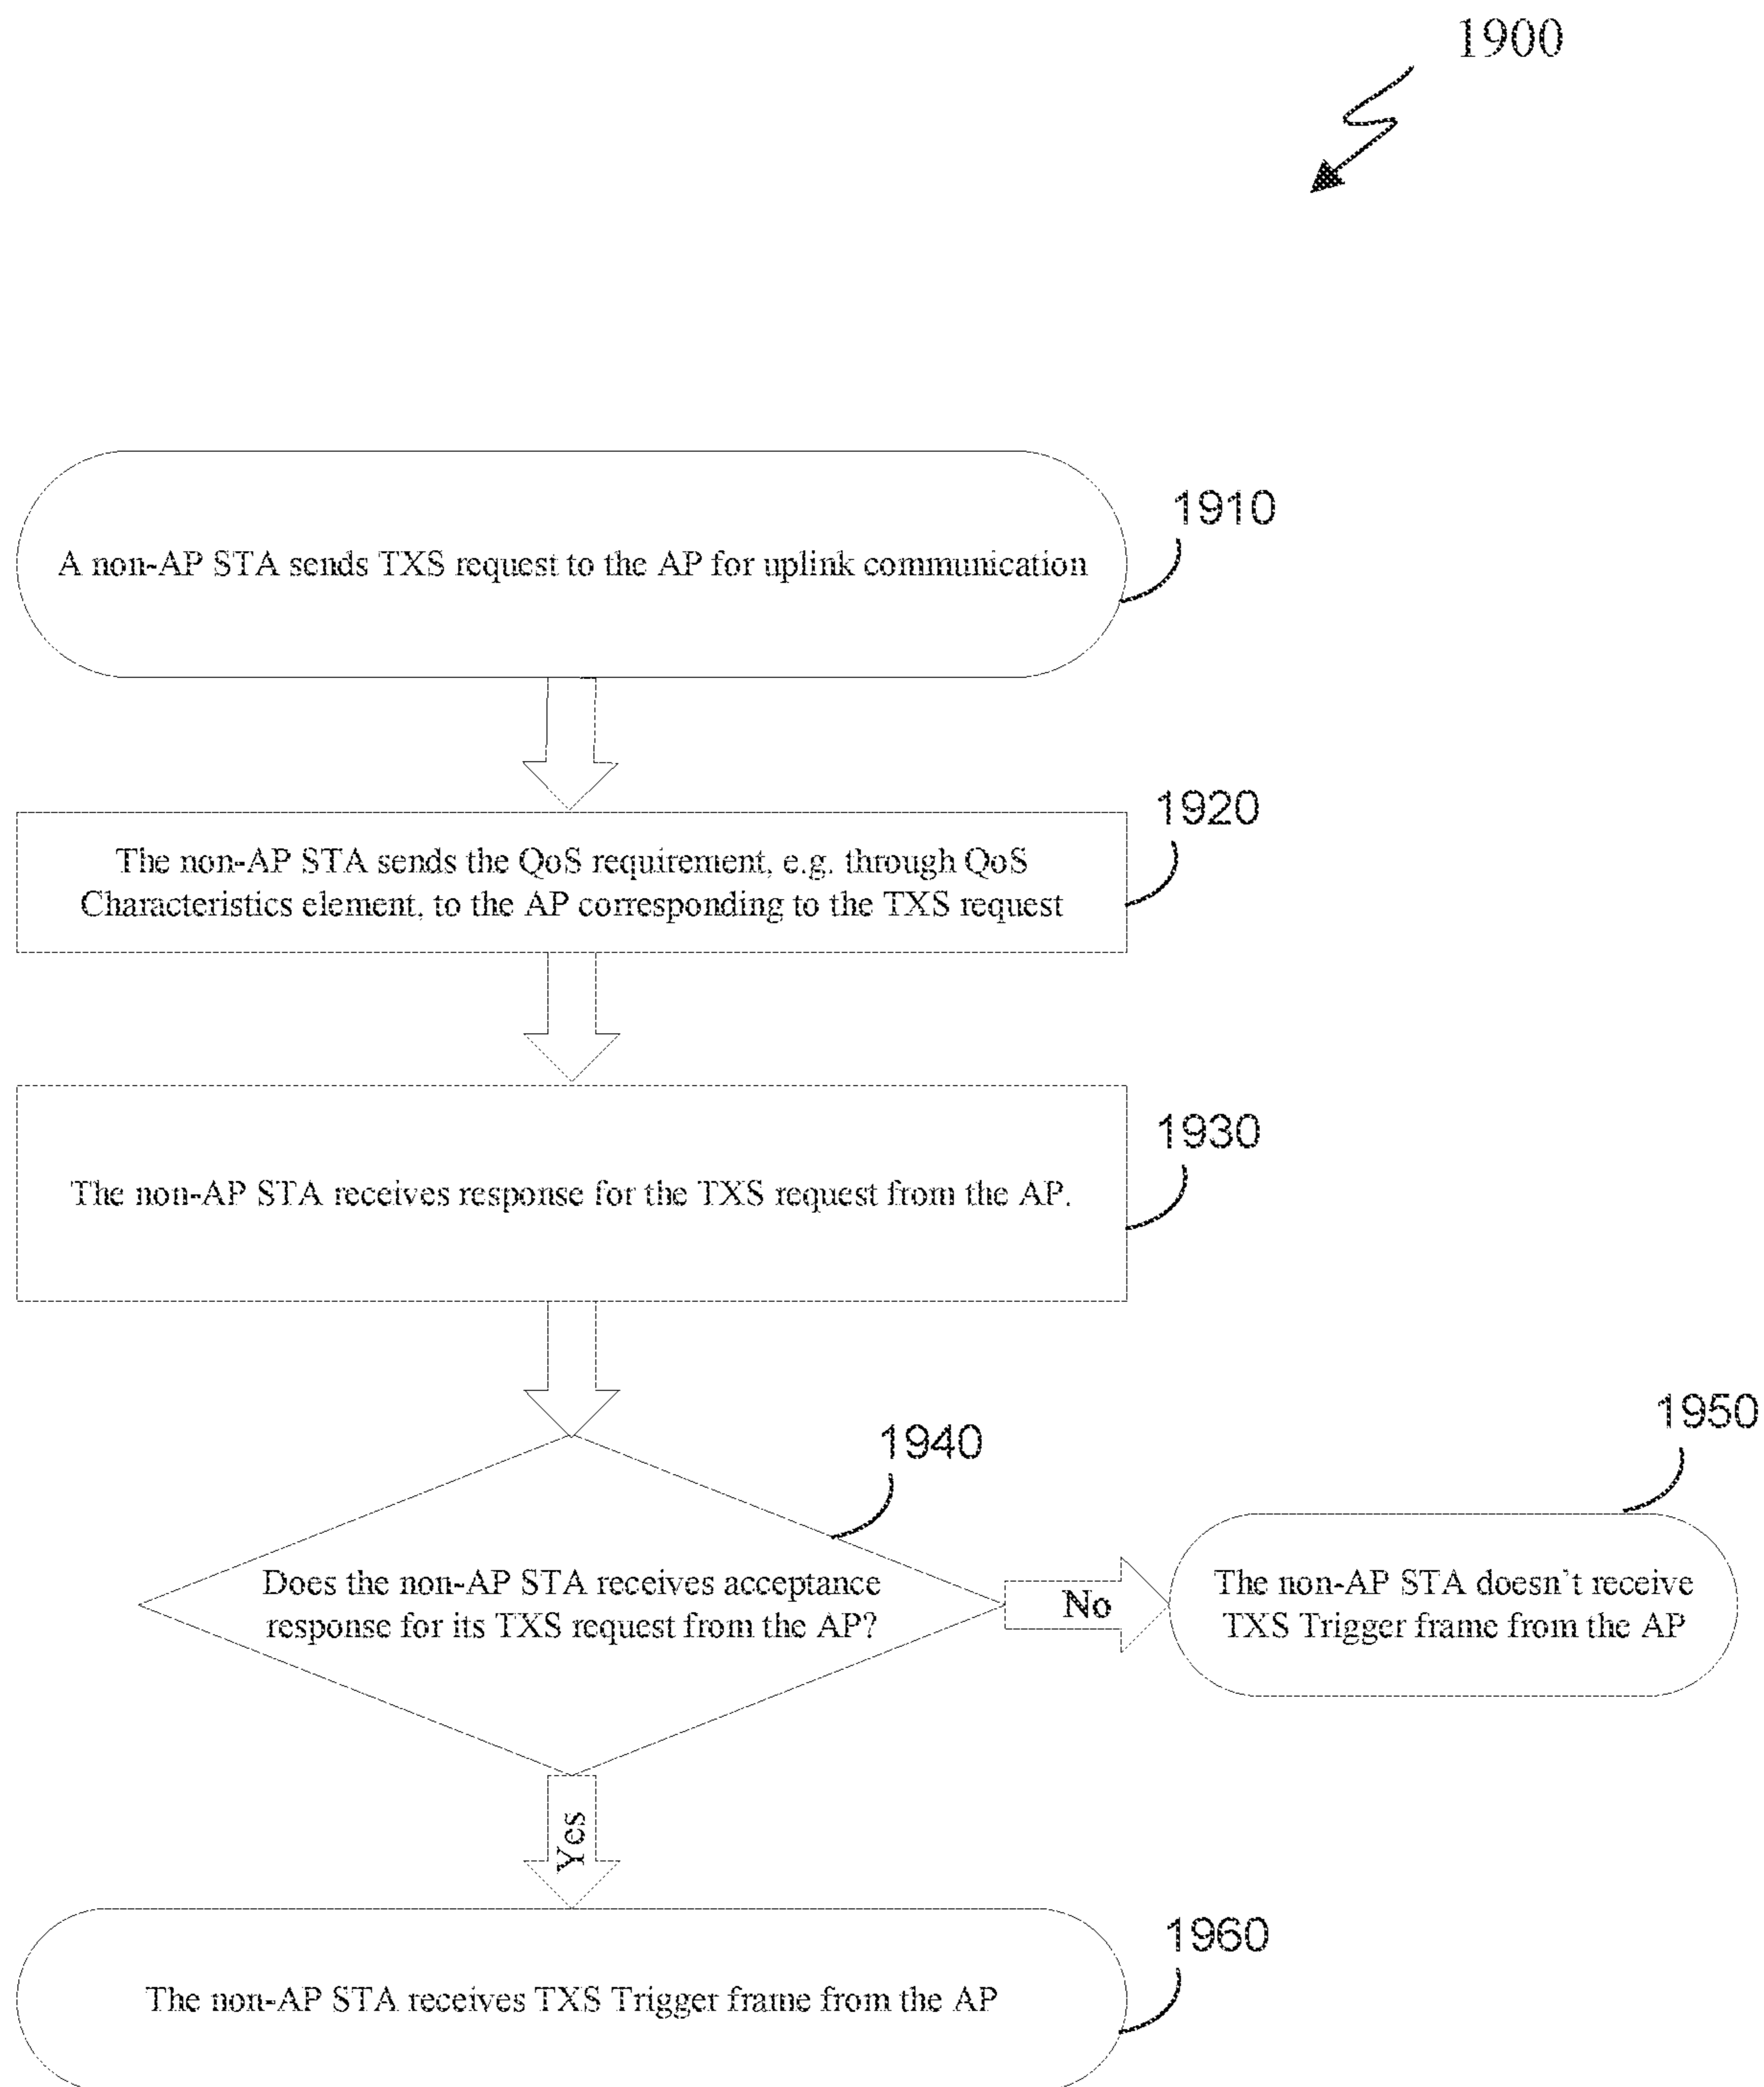 1900
A non-AP STA sends TXS request to the AP for uplink communication
1910
The non-AP STA sends the QoS requirement, e.g. through QoS
Characteristics element, to the AP corresponding to the TXS request
1920
The non-AP STA receives response for the TXS request from the AP.
1930
1940
Does the non-AP STA receives acceptance
response for its TXS request from the AP?
No
1950
The non-AP STA doesn't receive
TXS Trigger frame from the AP
Yes
The non-AP STA receives TXS Trigger frame from the AP
1960